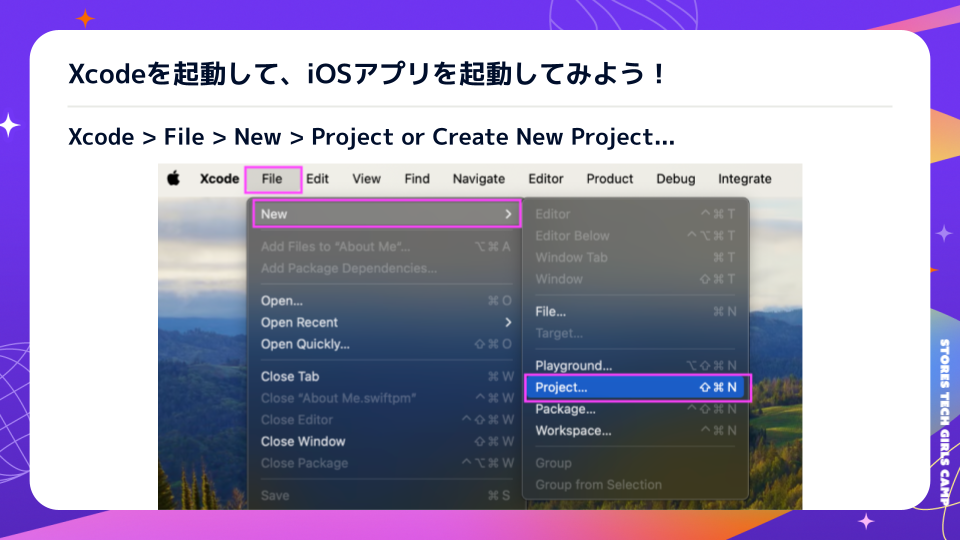 Xcodeを起動して、iOSアプリを起動してみよう！
Xcode > File > New > Project or Create New Project...
Xcode File Edit View Find Navigate Editor Product Debug Integrate
New >
Add Files to “About Me”... ⌥⌘A
Add Package Dependencies...
Open... ⌘O
Open Recent >
Open Quickly... ⇧⌘O
Close Tab ⌘W
Close “About Me.swiftpm” ^⌘W
Close Editor ^⇧⌘W
Close Window ⇧⌘W
Close Package ^⌥⌘W
Save ⌘S
Editor ^⌘T
Editor Below ^⌥⌘T
Window Tab ⌘T
Window ⇧⌘T
File... ⌘N
Target...
Playground... ⌥⇧⌘N
Project... ⇧⌘N
Package... ^⇧⌘N
Workspace... ^⌘N
Group
Group from Selection
STORES TECH GIRLS CAMP